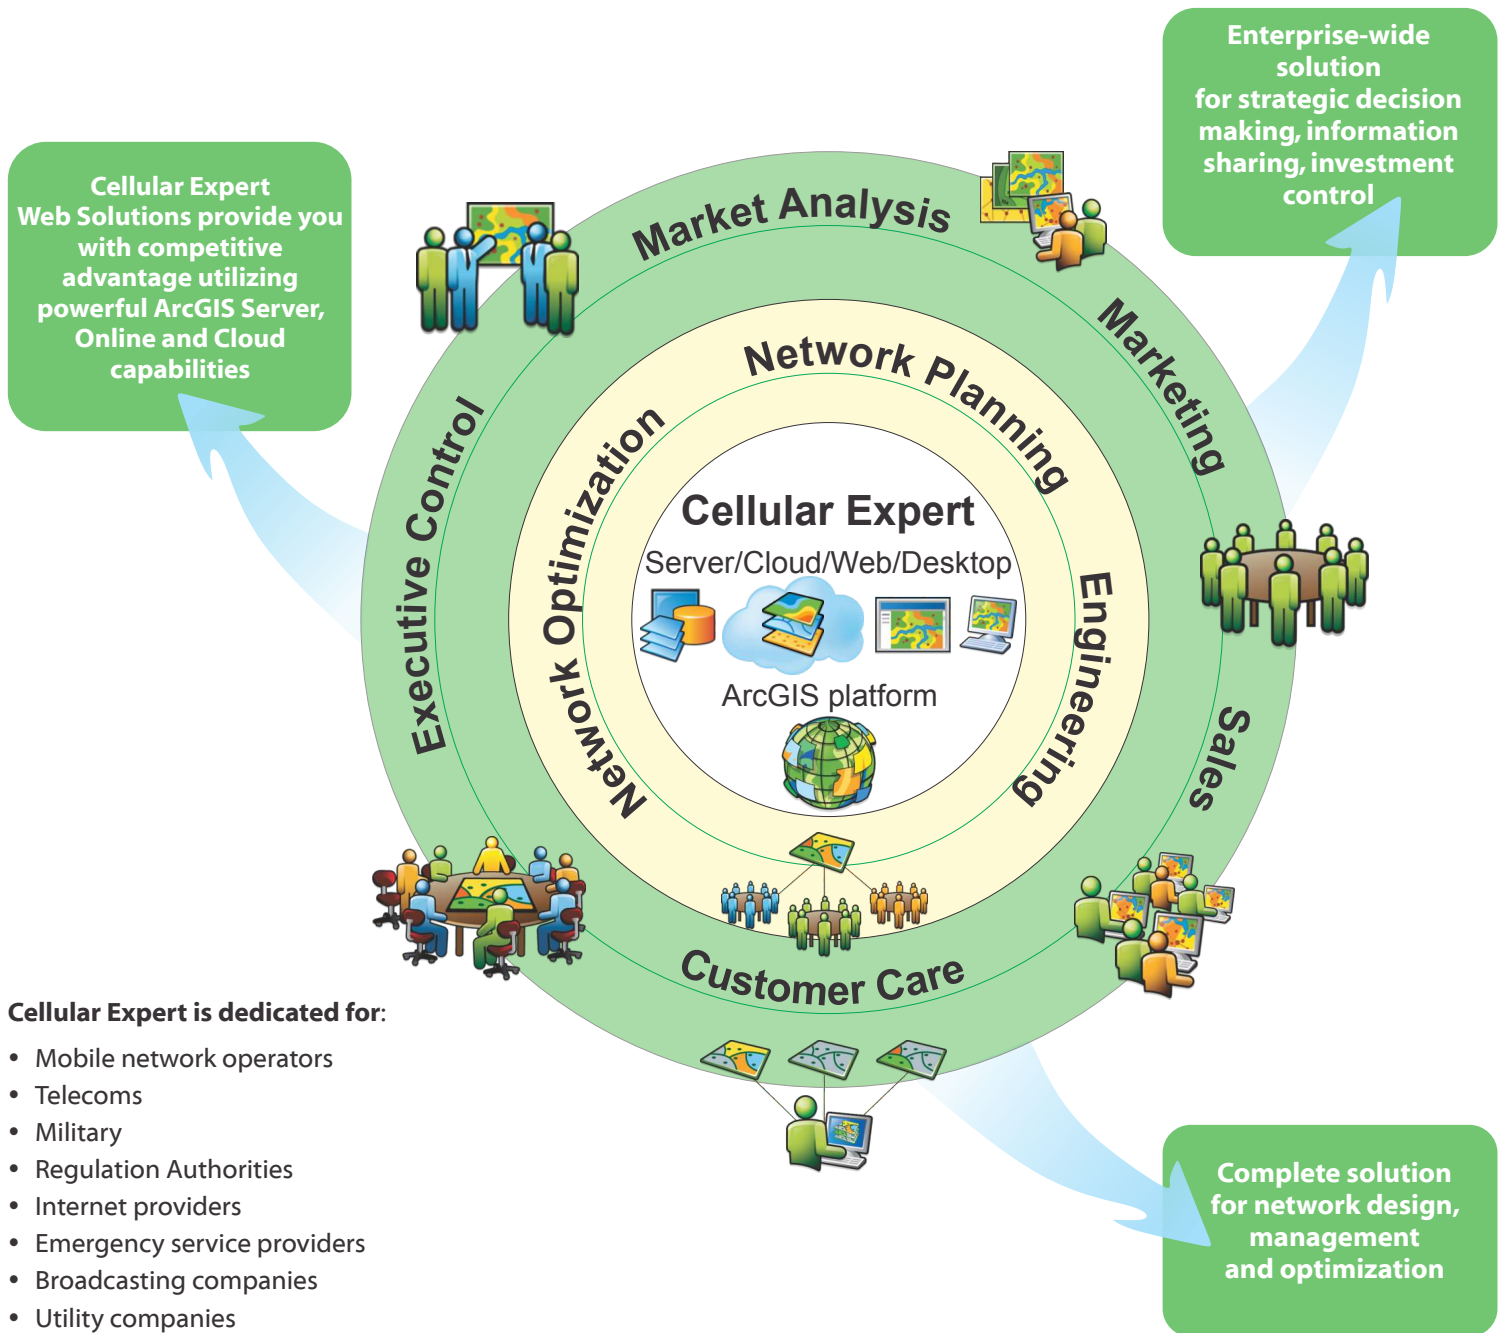 Enterprise-wide
solution
for strategic decision
making, information
sharing, investment
control
Cellular Expert
Web Solutions provide you
with competitive
advantage utilizing
powerful ArcGIS Server,
Online and Cloud
capabilities
Market Analysis
Marketing
Sales
Customer Care
Executive Control
Network Planning
Engineering
Network Optimization
Cellular Expert
Server/Cloud/Web/Desktop
ArcGIS platform
Cellular Expert is dedicated for:
• Mobile network operators
• Telecoms
• Military
• Regulation Authorities
• Internet providers
• Emergency service providers
• Broadcasting companies
• Utility companies
Complete solution
for network design,
management
and optimization